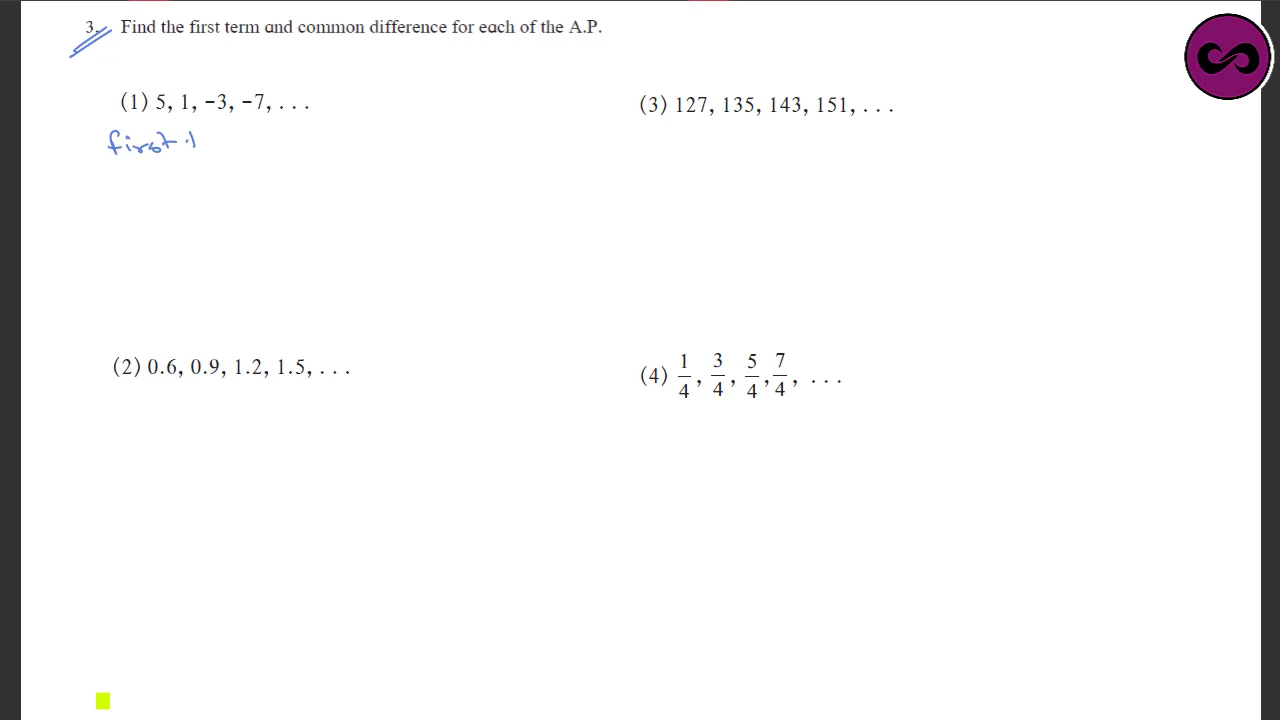 3. Find the first term and common difference for each of the A.P.
(1) 5, 1, -3, -7, . . .
first
(3) 127, 135, 143, 151, . . .
(2) 0.6, 0.9, 1.2, 1.5, . . .
(4) 1/4, 3/4, 5/4, 7/4, . . .